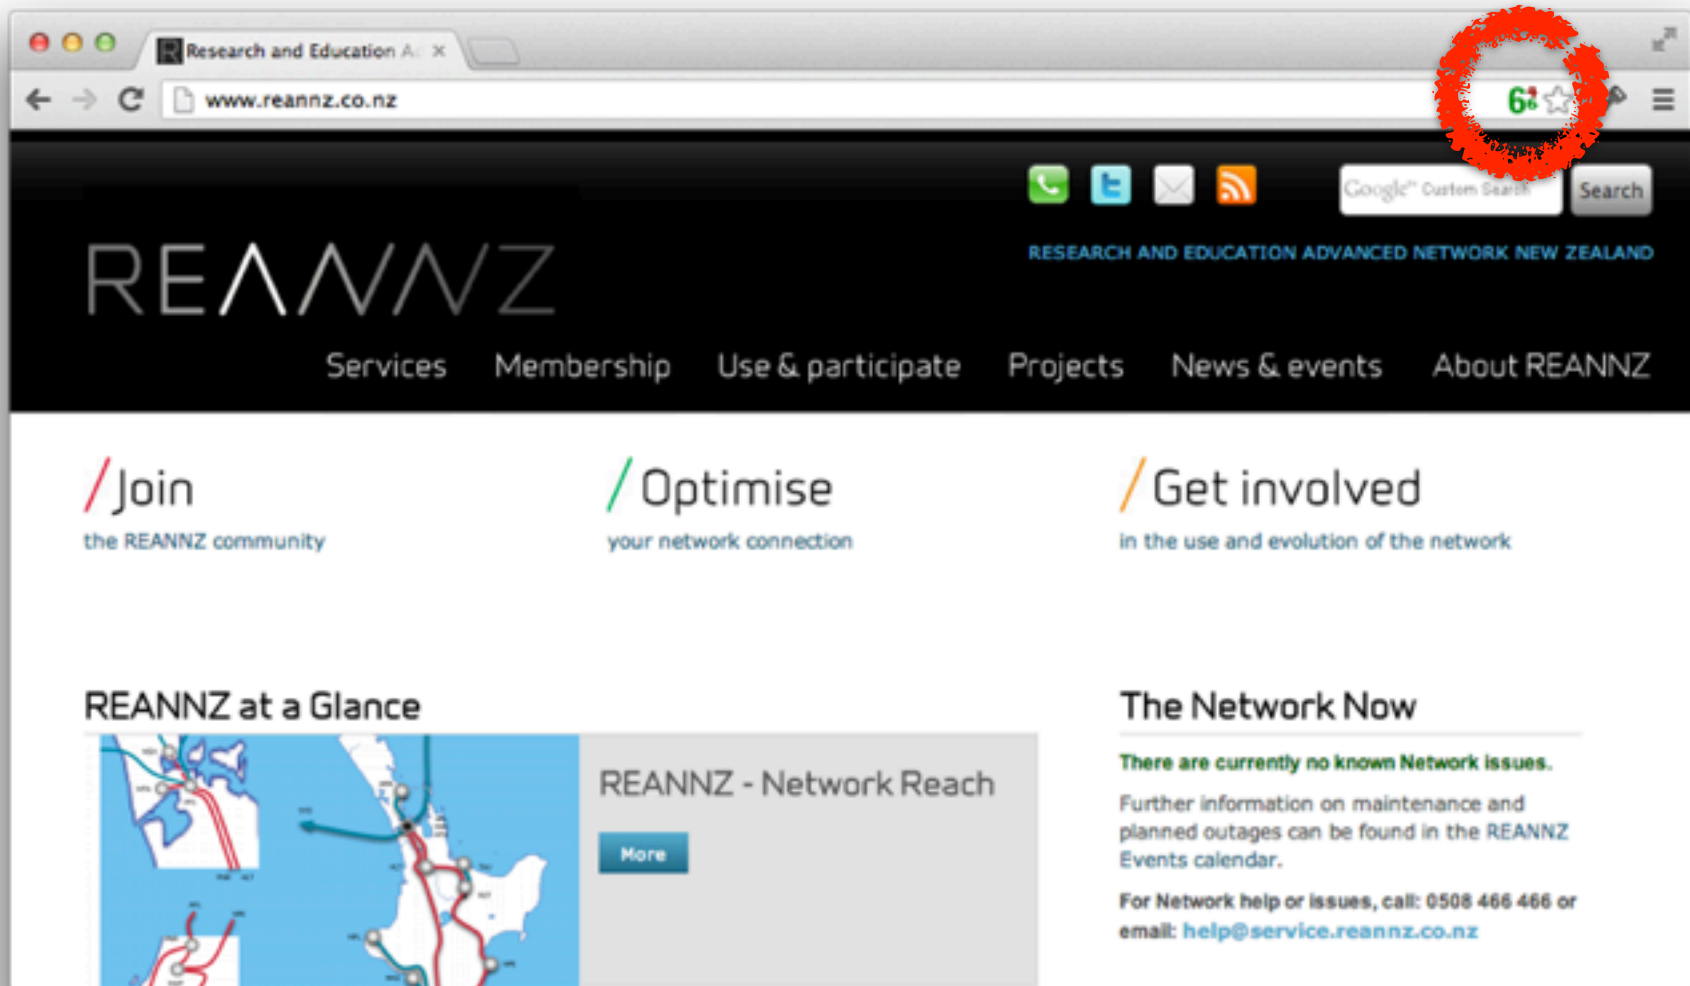 Research and Education A
www.reannz.co.nz
6
Google™ Custom Search
Search
RESEARCH AND EDUCATION ADVANCED NETWORK NEW ZEALAND
REANNZ
Services Membership Use & participate Projects News & events About REANNZ
/Join
the REANNZ community
/Optimise
your network connection
/Get involved
in the use and evolution of the network
REANNZ at a Glance
REANNZ - Network Reach
More
The Network Now
There are currently no known Network issues.
Further information on maintenance and
planned outages can be found in the REANNZ
Events calendar.
For Network help or issues, call: 0508 466 466 or
email: help@service.reannz.co.nz